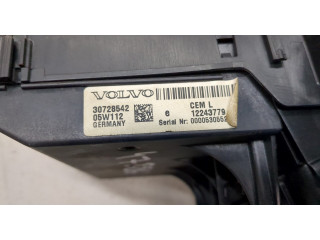 VOLVO
30728542 CEM L
05W112 6 12243779
GERMANY Serial Nr: